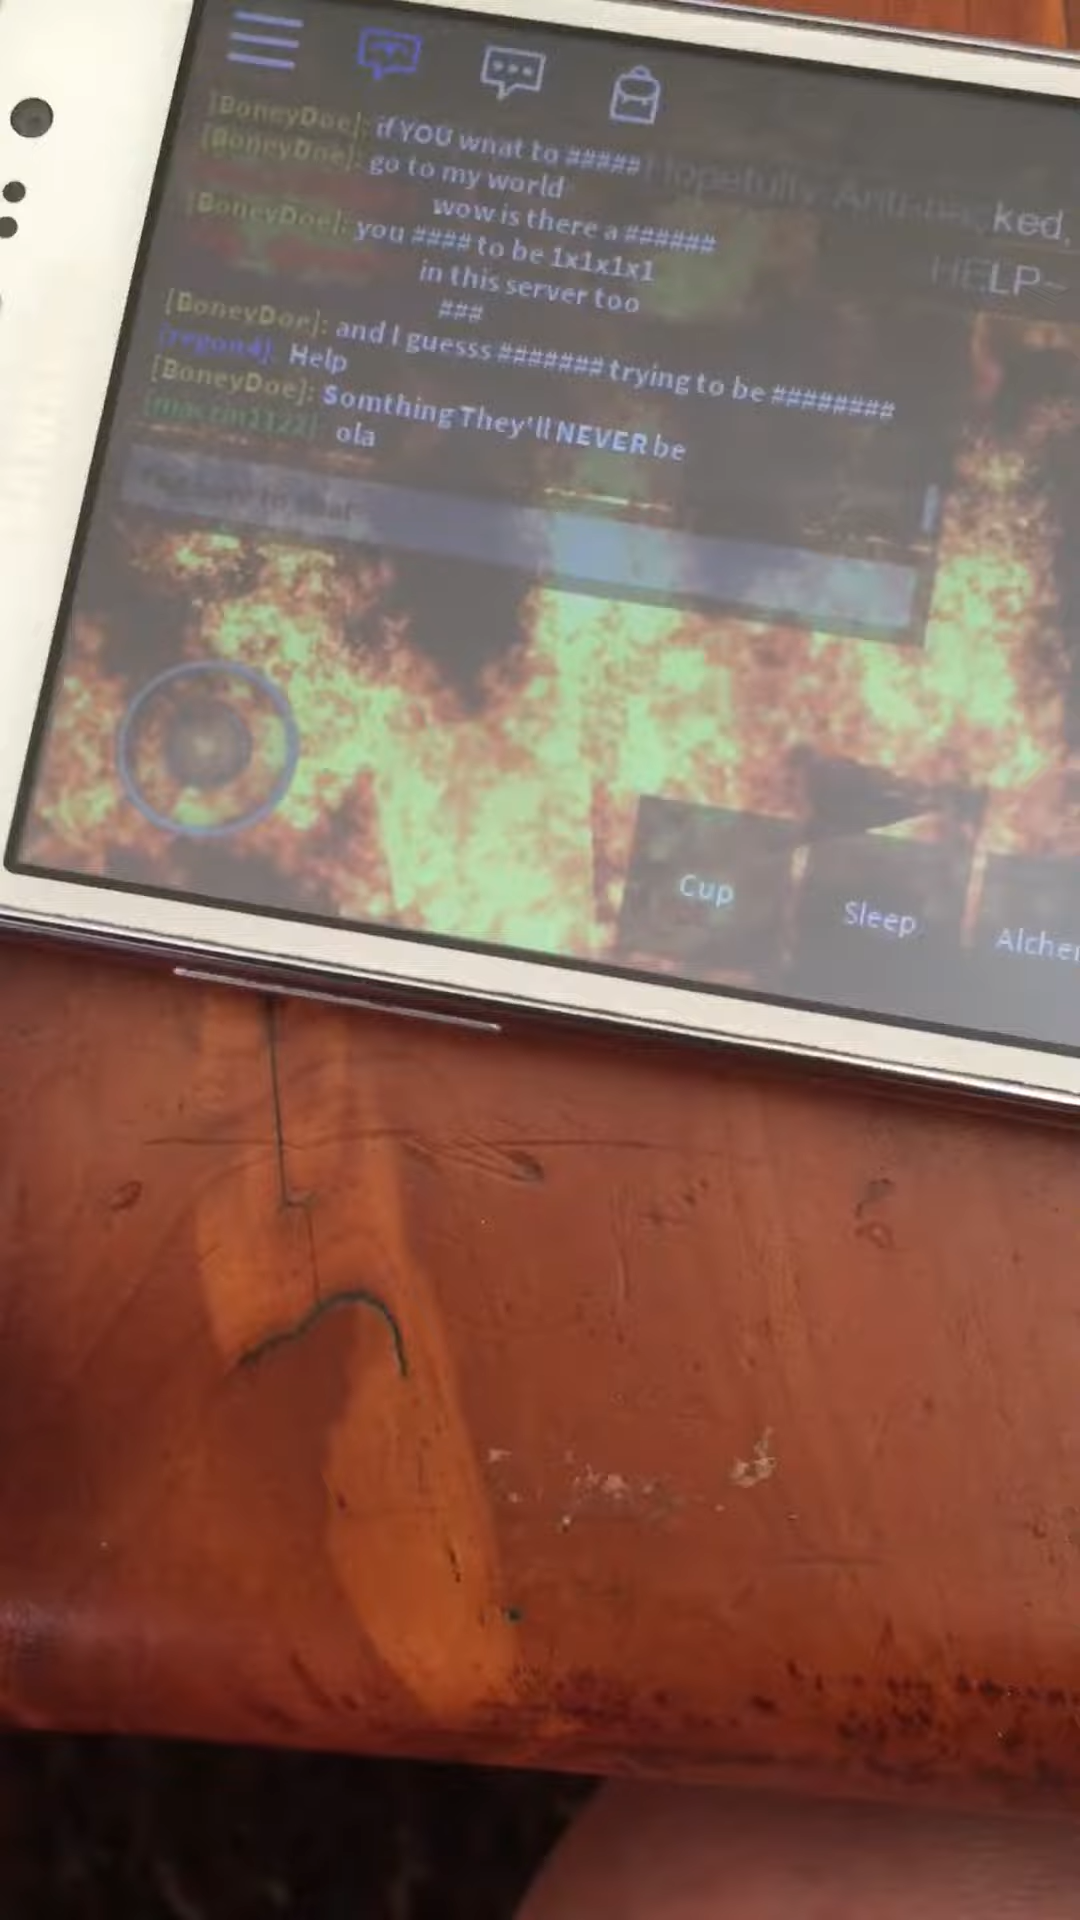 [BoneyDoe]: if YOU wnat to #####
[BoneyDoe]: go to my world
wow is there a ######
[BoneyDoe]: you #### to be 1x1x1x1
in this server too
###
[BoneyDoe]: and I guesss ####### trying to be ########
Help
[BoneyDoe]: Somthing They'll NEVER be
ola
Hopefully
ked,
HELP~
Cup
Sleep
Alche